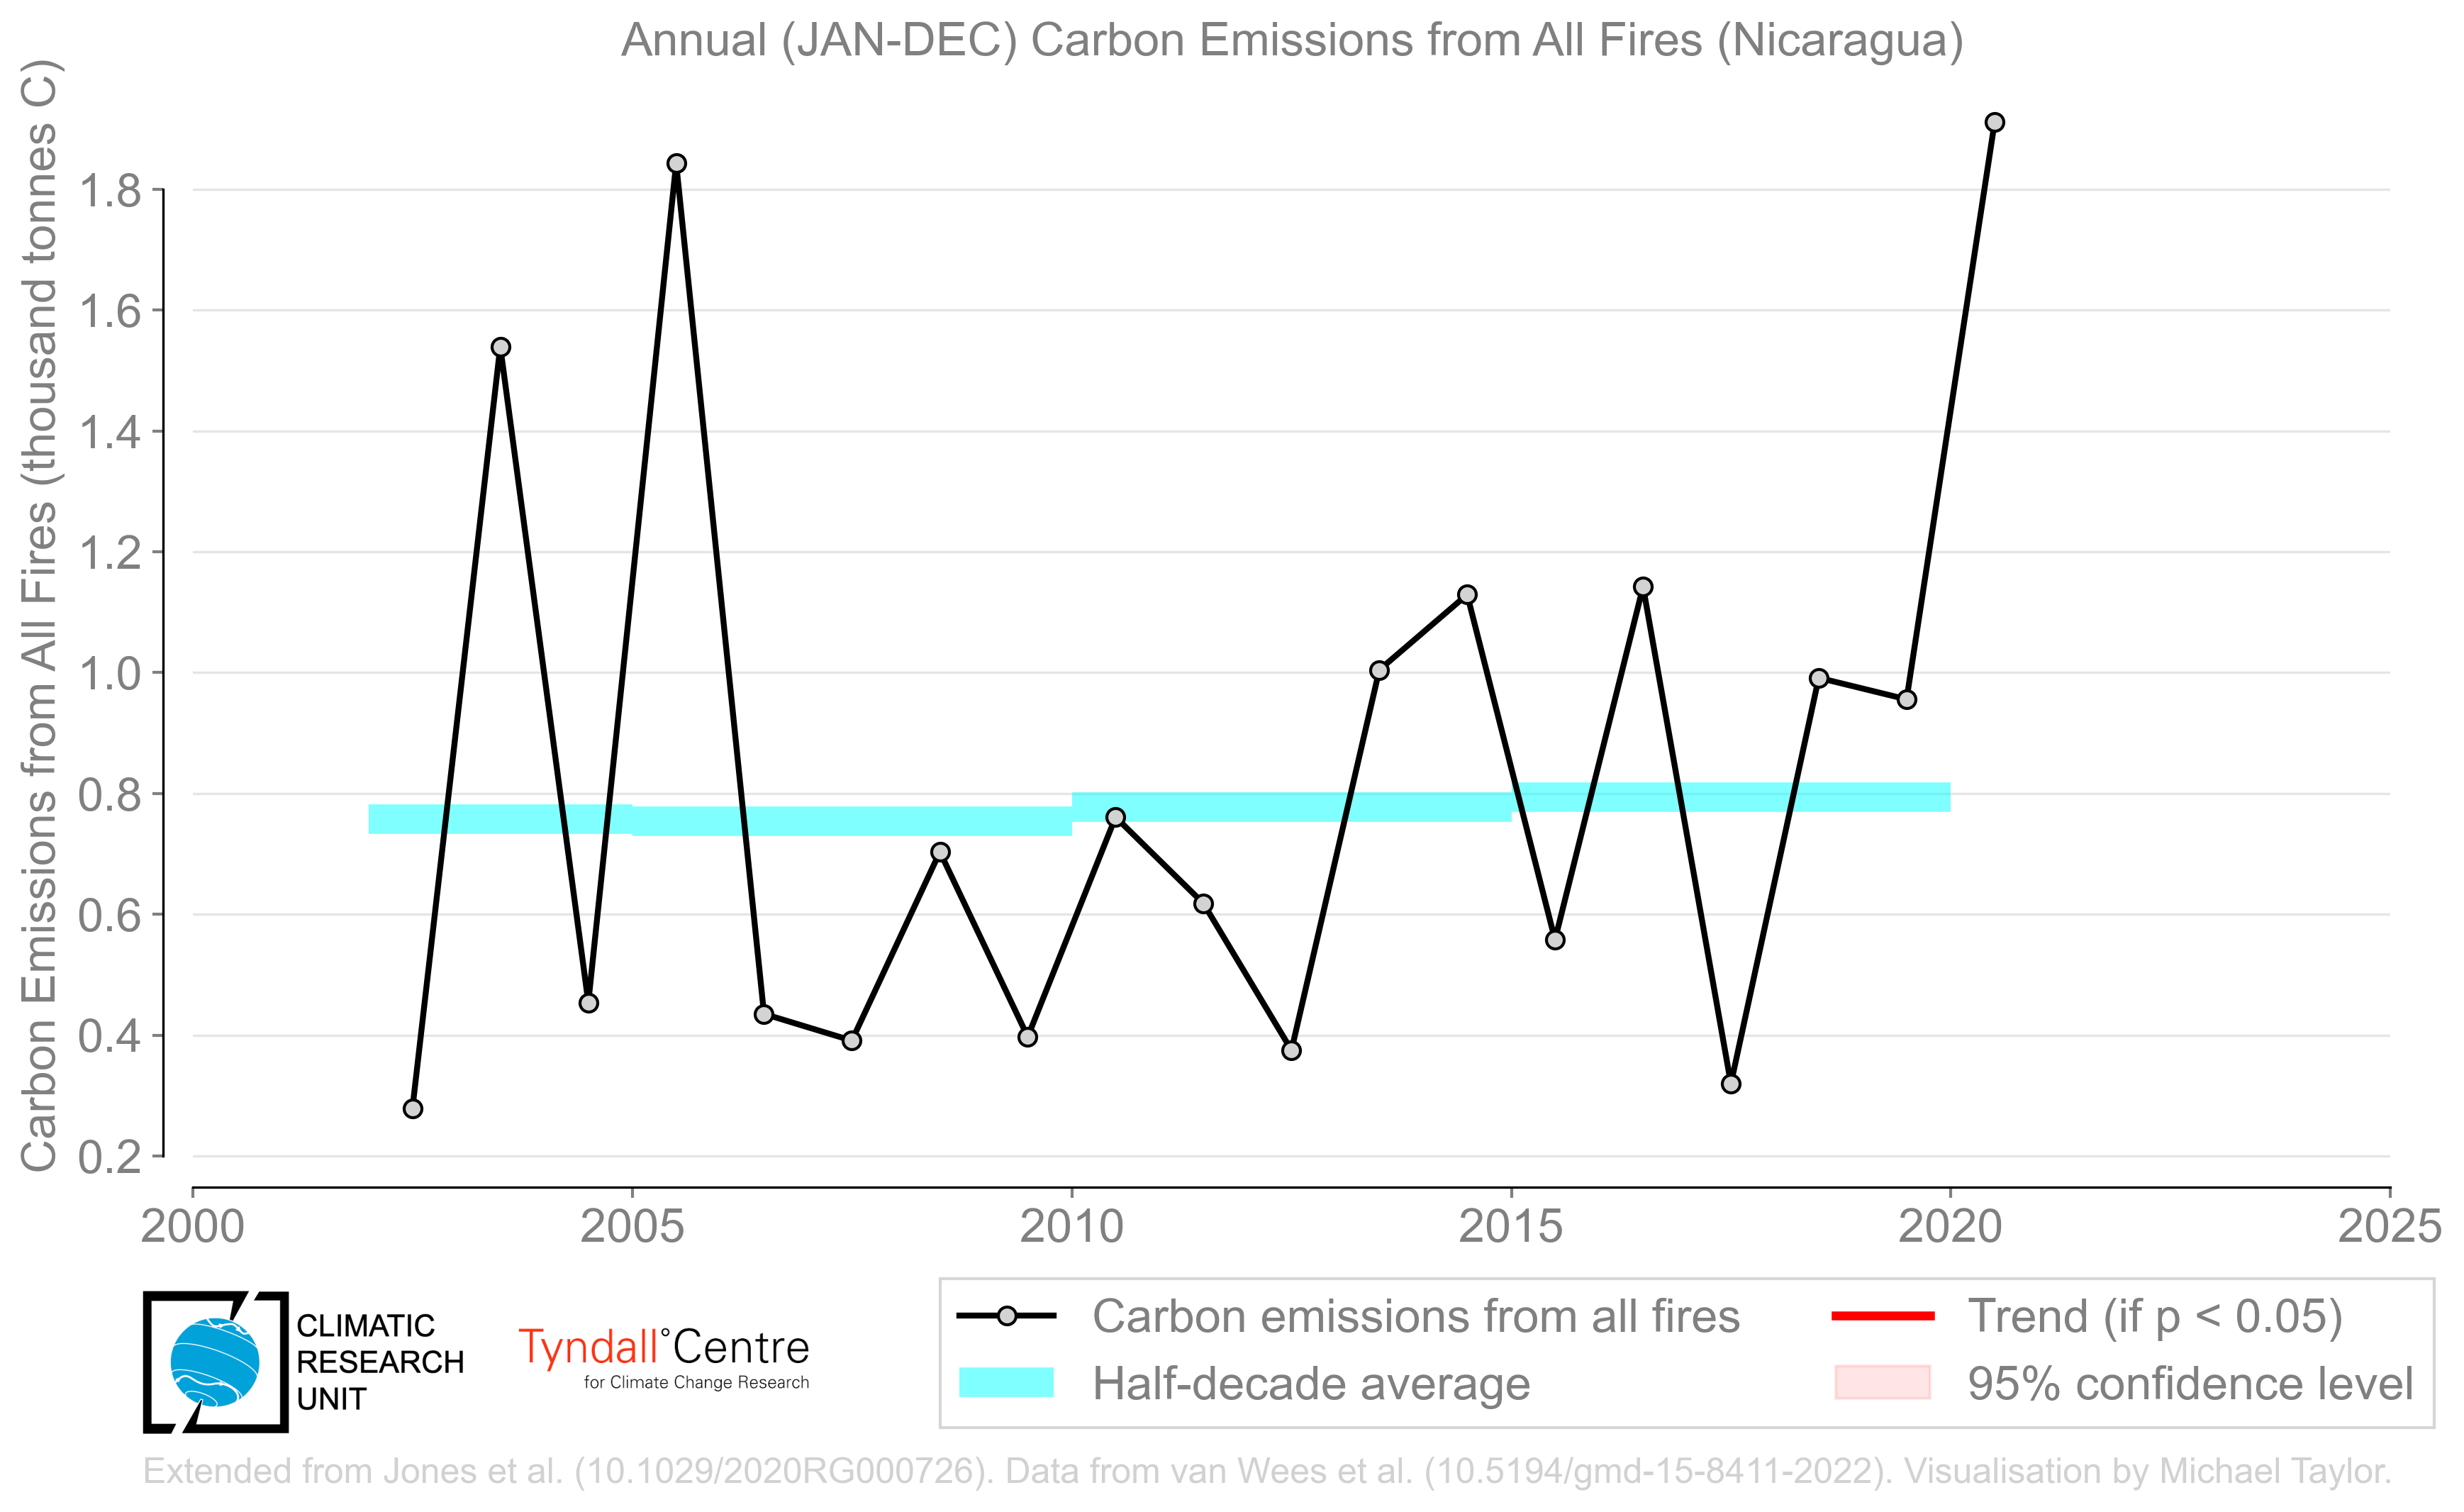 Annual (JAN-DEC) Carbon Emissions from All Fires (Nicaragua)
Carbon Emissions from All Fires (thousand tonnes C)
1.8
1.6
1.4
1.2
1.0
0.8
0.6
0.4
0.2
2000 2005 2010 2015 2020 2025
CLIMATIC
RESEARCH
UNIT
Tyndall°Centre
for Climate Change Research
Carbon emissions from all fires
Half-decade average
Trend (if p < 0.05)
95% confidence level
Extended from Jones et al. (10.1029/2020RG000726). Data from van Wees et al. (10.5194/gmd-15-8411-2022). Visualisation by Michael Taylor.